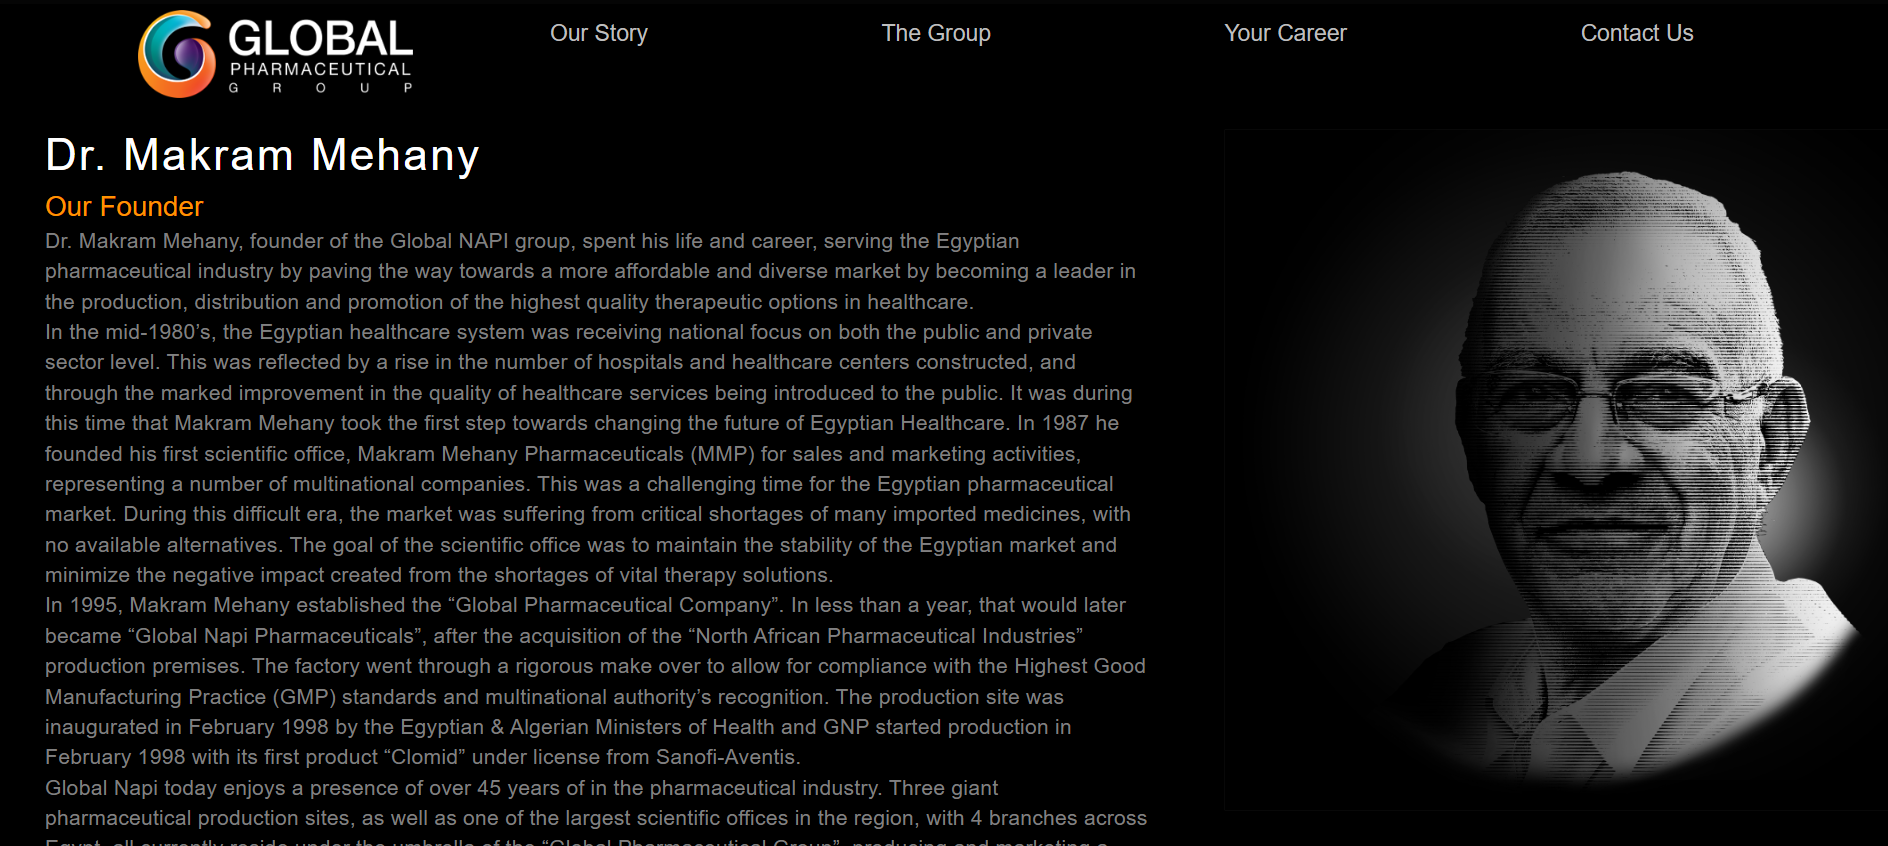 GLOBAL
PHARMACEUTICAL
GROUP
Our Story
The Group
Your Career
Contact Us
Dr. Makram Mehany
Our Founder
Dr. Makram Mehany, founder of the Global NAPI group, spent his life and career, serving the Egyptian
pharmaceutical industry by paving the way towards a more affordable and diverse market by becoming a leader in
the production, distribution and promotion of the highest quality therapeutic options in healthcare.
In the mid-1980’s, the Egyptian healthcare system was receiving national focus on both the public and private
sector level. This was reflected by a rise in the number of hospitals and healthcare centers constructed, and
through the marked improvement in the quality of healthcare services being introduced to the public. It was during
this time that Makram Mehany took the first step towards changing the future of Egyptian Healthcare. In 1987 he
founded his first scientific office, Makram Mehany Pharmaceuticals (MMP) for sales and marketing activities,
representing a number of multinational companies. This was a challenging time for the Egyptian pharmaceutical
market. During this difficult era, the market was suffering from critical shortages of many imported medicines, with
no available alternatives. The goal of the scientific office was to maintain the stability of the Egyptian market and
minimize the negative impact created from the shortages of vital therapy solutions.
In 1995, Makram Mehany established the “Global Pharmaceutical Company”. In less than a year, that would later
became “Global Napi Pharmaceuticals”, after the acquisition of the “North African Pharmaceutical Industries”
production premises. The factory went through a rigorous make over to allow for compliance with the Highest Good
Manufacturing Practice (GMP) standards and multinational authority’s recognition. The production site was
inaugurated in February 1998 by the Egyptian & Algerian Ministers of Health and GNP started production in
February 1998 with its first product “Clomid” under license from Sanofi-Aventis.
Global Napi today enjoys a presence of over 45 years of in the pharmaceutical industry. Three giant
pharmaceutical production sites, as well as one of the largest scientific offices in the region, with 4 branches across
Egypt, all currently reside under the umbrella of the “Global Pharmaceutical Group”, producing and marketing a